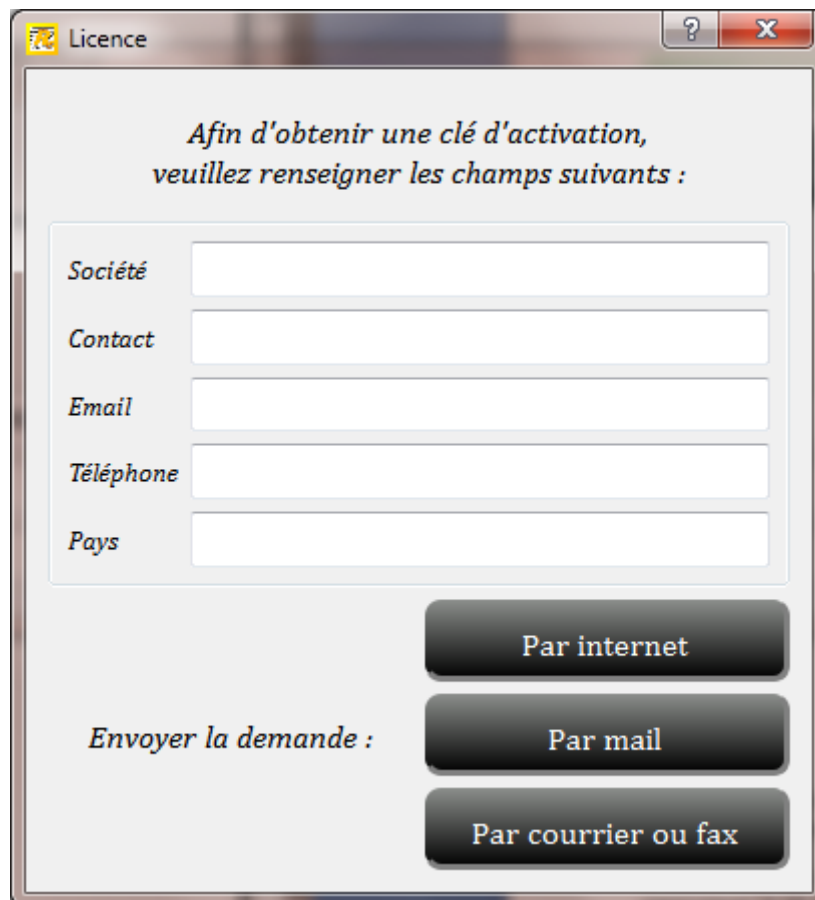 Licence
Afin d'obtenir une clé d'activation,
veuillez renseigner les champs suivants :
Société
Contact
Email
Téléphone
Pays
Par internet
Envoyer la demande :
Par mail
Par courrier ou fax